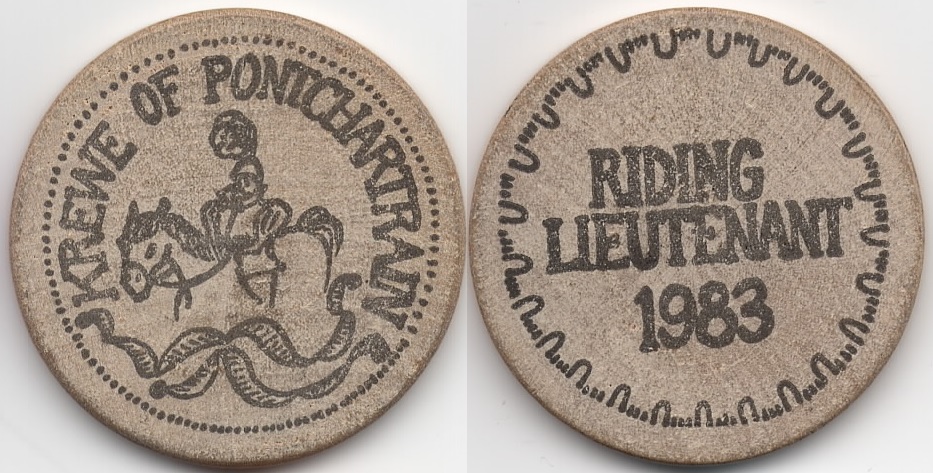 KREWE OF PONTCHARTRAIN
RIDING
LIEUTENANT
1983